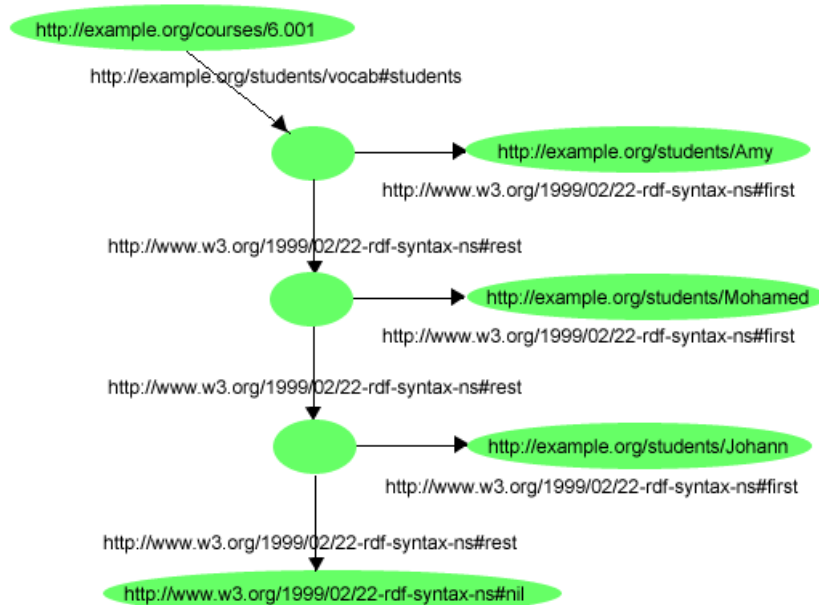 http://example.org/courses/6.001
http://example.org/students/vocab#students
http://example.org/students/Amy
http://www.w3.org/1999/02/22-rdf-syntax-ns#first
http://www.w3.org/1999/02/22-rdf-syntax-ns#rest
http://example.org/students/Mohamed
http://www.w3.org/1999/02/22-rdf-syntax-ns#first
http://www.w3.org/1999/02/22-rdf-syntax-ns#rest
http://example.org/students/Johann
http://www.w3.org/1999/02/22-rdf-syntax-ns#first
http://www.w3.org/1999/02/22-rdf-syntax-ns#rest
http://www.w3.org/1999/02/22-rdf-syntax-ns#nil